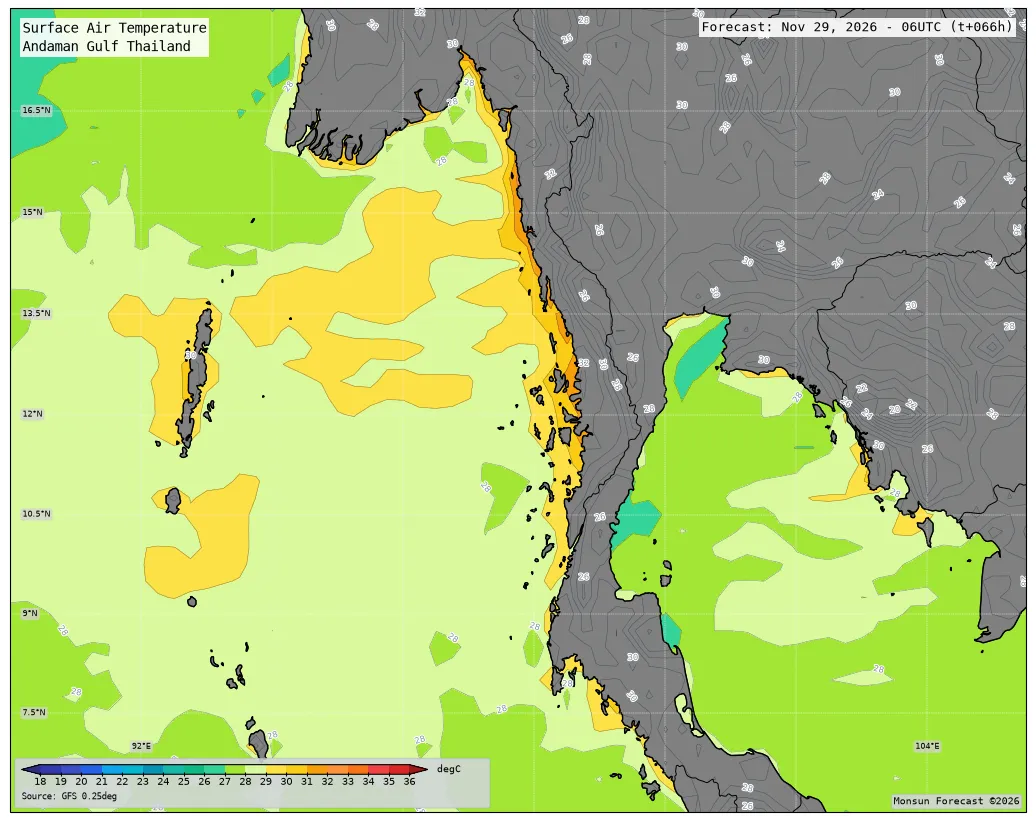 Surface Air Temperature
Andaman Gulf Thailand
Forecast: Nov 29, 2026 - 06UTC (t+066h)
16.5°N
15°N
13.5°N
12°N
10.5°N
9°N
7.5°N
92°E
104°E
18 19 20 21 22 23 24 25 26 27 28 29 30 31 32 33 34 35 36 degC
Source: GFS 0.25deg
Monsun Forecast ©2026